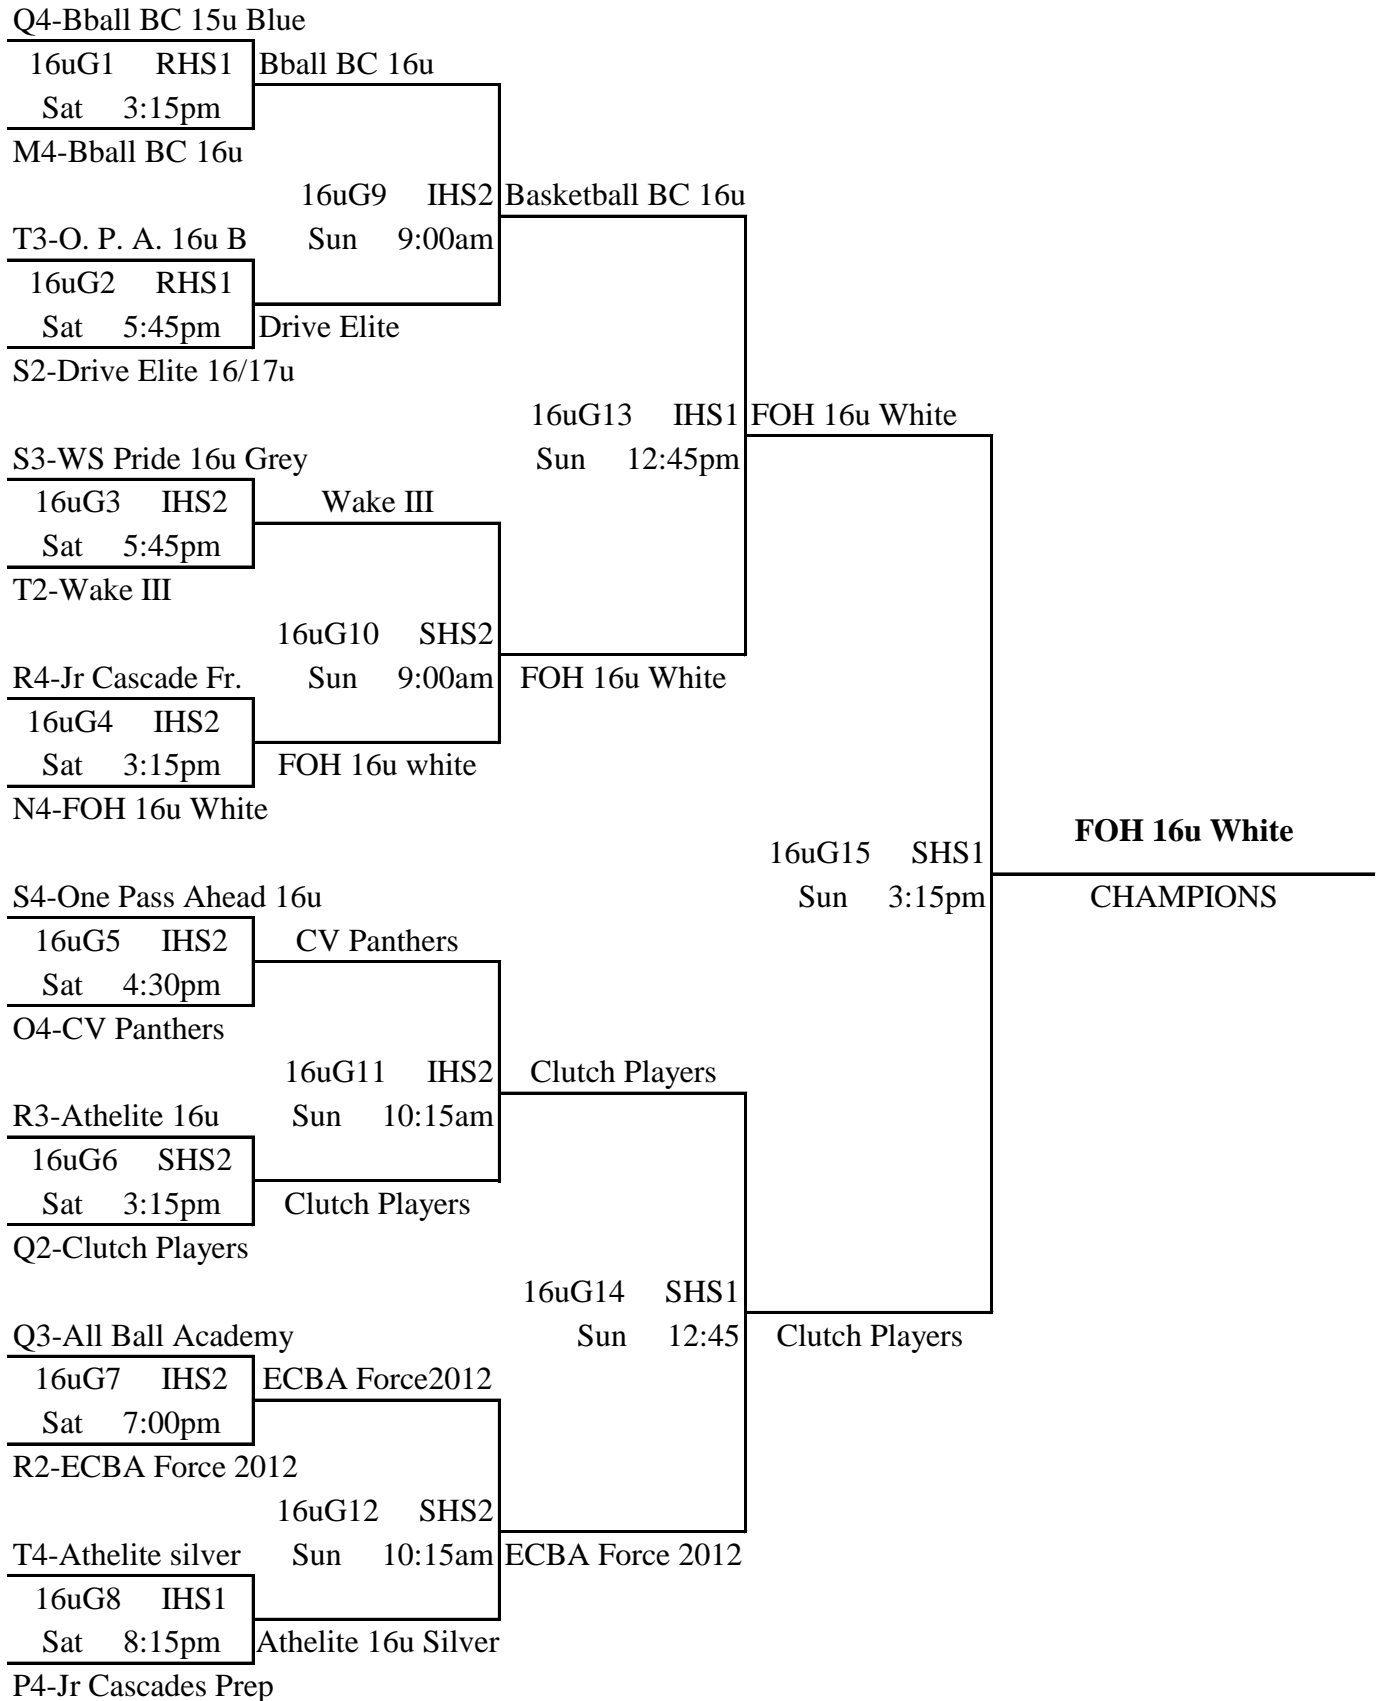 Q4-Bball BC 15u Blue
16uG1 RHS1 Bball BC 16u
Sat 3:15pm
M4-Bball BC 16u
16uG9 IHS2 Basketball BC 16u
T3-O. P. A. 16u B Sun 9:00am
16uG2 RHS1
Sat 5:45pm Drive Elite
S2-Drive Elite 16/17u
16uG13 IHS1 FOH 16u White
S3-WS Pride 16u Grey Sun 12:45pm
16uG3 IHS2 Wake III
Sat 5:45pm
T2-Wake III
16uG10 SHS2
R4-Jr Cascade Fr. Sun 9:00am FOH 16u White
16uG4 IHS2
Sat 3:15pm FOH 16u white
N4-FOH 16u White
FOH 16u White
16uG15 SHS1
S4-One Pass Ahead 16u Sun 3:15pm CHAMPIONS
16uG5 IHS2 CV Panthers
Sat 4:30pm
O4-CV Panthers
16uG11 IHS2 Clutch Players
R3-Athelite 16u Sun 10:15am
16uG6 SHS2
Sat 3:15pm Clutch Players
Q2-Clutch Players
16uG14 SHS1
Q3-All Ball Academy Sun 12:45 Clutch Players
16uG7 IHS2 ECBA Force2012
Sat 7:00pm
R2-ECBA Force 2012
16uG12 SHS2
T4-Athelite silver Sun 10:15am ECBA Force 2012
16uG8 IHS1
Sat 8:15pm Athelite 16u Silver
P4-Jr Cascades Prep